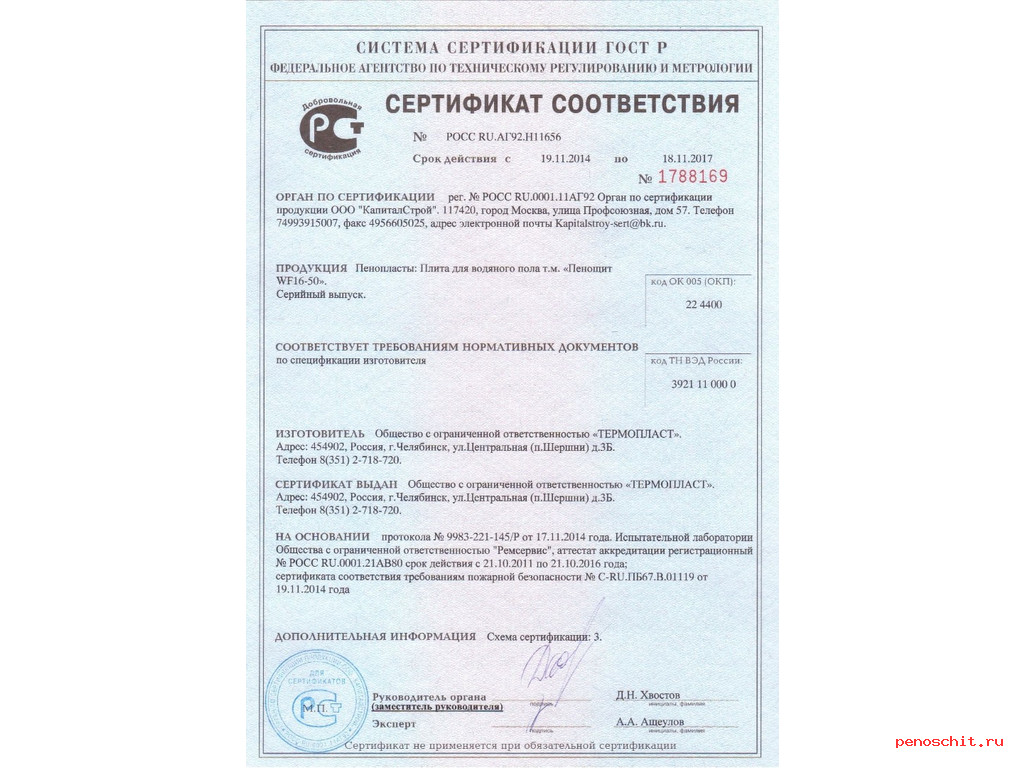 СИСТЕМА СЕРТИФИКАЦИИ ГОСТ Р
ФЕДЕРАЛЬНОЕ АГЕНТСТВО ПО ТЕХНИЧЕСКОМУ РЕГУЛИРОВАНИЮ И МЕТРОЛОГИИ
Добровольная
РСТ
сертификация
СЕРТИФИКАТ СООТВЕТСТВИЯ
№ РОСС RU.АГ92.Н11656
Срок действия с 19.11.2014 по 18.11.2017
№ 1788169
ОРГАН ПО СЕРТИФИКАЦИИ рег. № РОСС RU.0001.11АГ92 Орган по сертификации
продукции ООО "КапиталСтрой". 117420, город Москва, улица Профсоюзная, дом 57. Телефон
74993915007, факс 4956605025, адрес электронной почты Kapitalstroy-sert@bk.ru.
ПРОДУКЦИЯ Пенопласты: Плита для водяного пола т.м. «Пенощит
WF16-50».
Серийный выпуск.
код ОК 005 (ОКП):
22 4400
СООТВЕТСТВУЕТ ТРЕБОВАНИЯМ НОРМАТИВНЫХ ДОКУМЕНТОВ
по спецификации изготовителя
код ТН ВЭД России:
3921 11 000 0
ИЗГОТОВИТЕЛЬ Общество с ограниченной ответственностью «ТЕРМОПЛАСТ».
Адрес: 454902, Россия, г.Челябинск, ул.Центральная (п.Шершни) д.3Б.
Телефон 8(351) 2-718-720.
СЕРТИФИКАТ ВЫДАН Общество с ограниченной ответственностью «ТЕРМОПЛАСТ».
Адрес: 454902, Россия, г.Челябинск, ул.Центральная (п.Шершни) д.3Б.
Телефон 8(351) 2-718-720.
НА ОСНОВАНИИ протокола № 9983-221-145/Р от 17.11.2014 года. Испытательной лаборатории
Общества с ограниченной ответственностью "Ремсервис", аттестат аккредитации регистрационный
№ РОСС RU.0001.21АВ80 срок действия с 21.10.2011 по 21.10.2016 года;
сертификата соответствия требованиям пожарной безопасности № C-RU.ПБ67.В.01119 от
19.11.2014 года
ДОПОЛНИТЕЛЬНАЯ ИНФОРМАЦИЯ Схема сертификации: 3.
ДЛЯ
СЕРТИФИКАТОВ
М.П.
Руководитель органа
(заместитель руководителя)
подпись
Д.Н. Хвостов
инициалы, фамилия
Эксперт
подпись
А.А. Ащеулов
инициалы, фамилия
Сертификат не применяется при обязательной сертификации
penoschit.ru